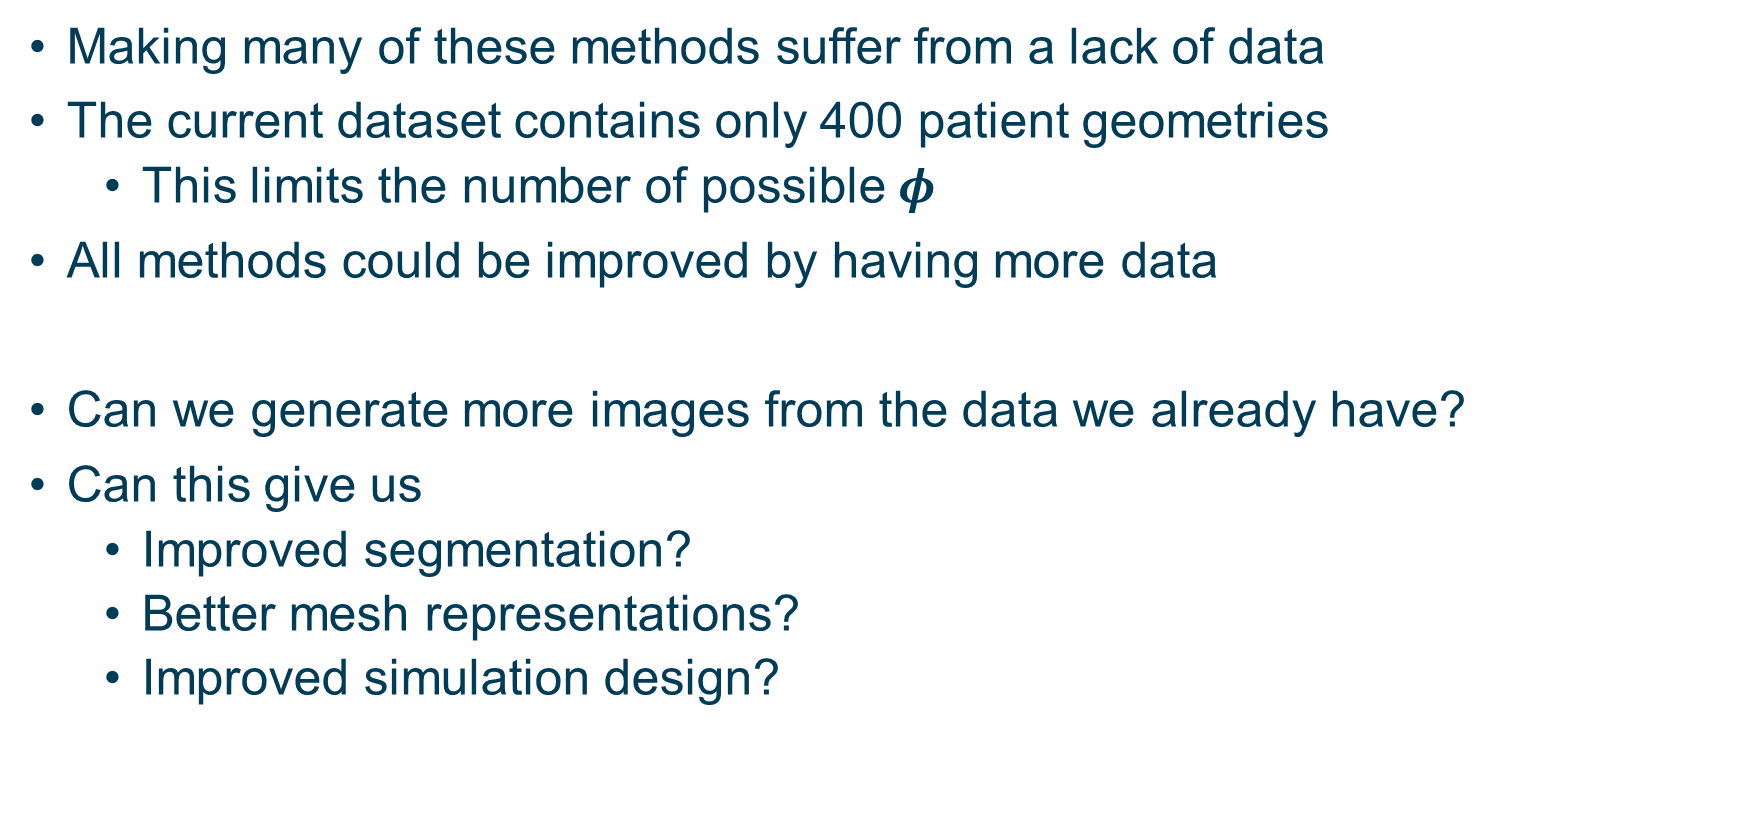 • Making many of these methods suffer from a lack of data
• The current dataset contains only 400 patient geometries
• This limits the number of possible ϕ
• All methods could be improved by having more data
• Can we generate more images from the data we already have?
• Can this give us
• Improved segmentation?
• Better mesh representations?
• Improved simulation design?